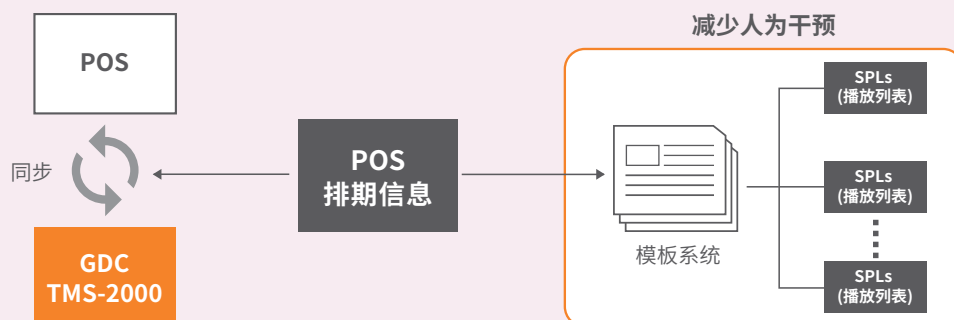 减少人为干预
POS
同步
GDC
TMS-2000
POS
排期信息
模板系统
SPLs
(播放列表)
SPLs
(播放列表)
SPLs
(播放列表)